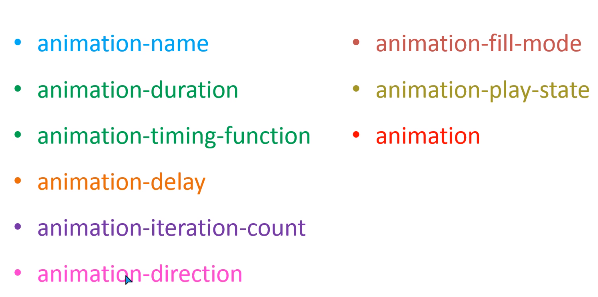 • animation-name
• animation-duration
• animation-timing-function
• animation-delay
• animation-iteration-count
• animation-direction
• animation-fill-mode
• animation-play-state
• animation